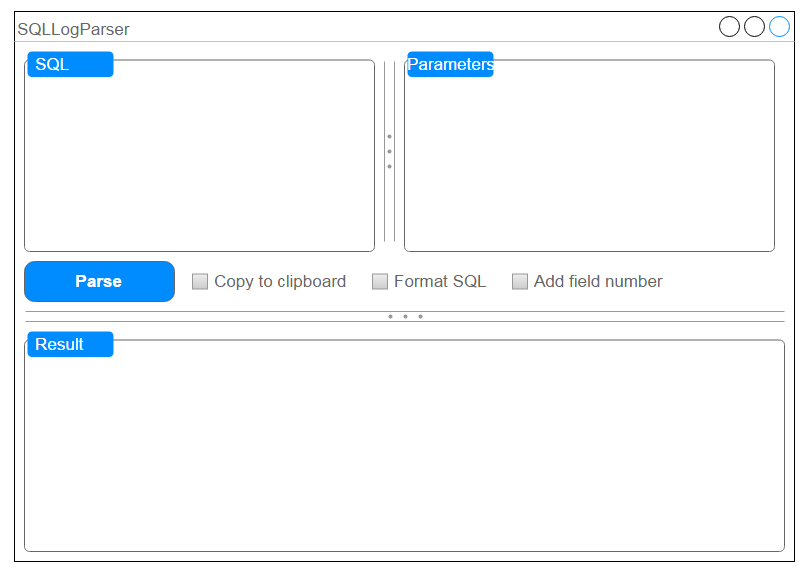 SQLLogParser
SQL
Parameters
Parse
Copy to clipboard
Format SQL
Add field number
Result